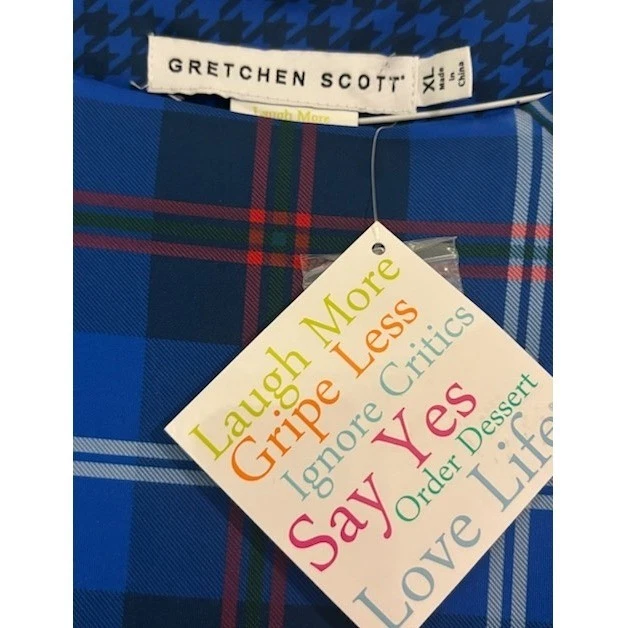 GRETCHEN SCOTT
XL
Made
in
China
Laugh More
Laugh More
Gripe Less
Ignore Critics
Say Yes
Order Dessert
Love Life